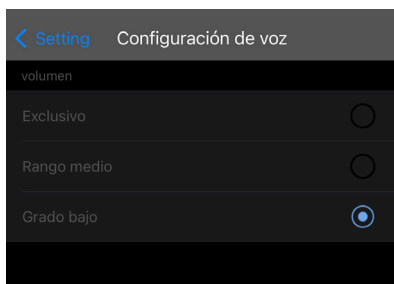 Setting Configuración de voz
volumen
Exclusivo
Rango medio
Grado bajo